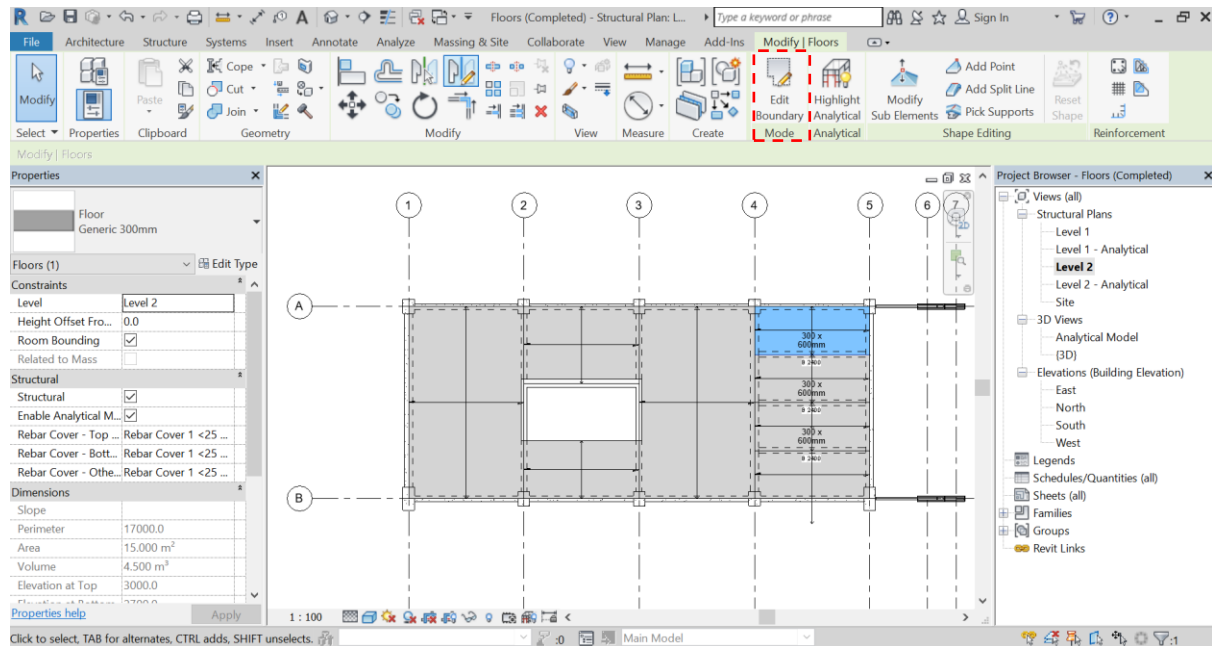 Floors (Completed) - Structural Plan: L... Type a keyword or phrase Sign In
File Architecture Structure Systems Insert Annotate Analyze Massing & Site Collaborate View Manage Add-Ins Modify | Floors
Modify
Properties
Paste
Cope
Cut
Join
Edit Boundary
Highlight Analytical
Modify Sub Elements
Add Point
Add Split Line
Pick Supports
Reset Shape
Select Properties Clipboard Geometry Modify View Measure Create Mode Analytical Shape Editing Reinforcement
Modify | Floors
Properties
Floor
Generic 300mm
Floors (1) Edit Type
Constraints
Level Level 2
Height Offset Fro... 0.0
Room Bounding
Related to Mass
Structural
Structural
Enable Analytical M...
Rebar Cover - Top ... Rebar Cover 1 <25 ...
Rebar Cover - Bott... Rebar Cover 1 <25 ...
Rebar Cover - Othe... Rebar Cover 1 <25 ...
Dimensions
Slope
Perimeter 17000.0
Area 15.000 m²
Volume 4.500 m³
Elevation at Top 3000.0
Properties help Apply
1 2 3 4 5 6 7
2D
A
300 x
600mm
300 x
600mm
300 x
600mm
B
1 : 100
Project Browser - Floors (Completed)
Views (all)
Structural Plans
Level 1
Level 1 - Analytical
Level 2
Level 2 - Analytical
Site
3D Views
Analytical Model
{3D}
Elevations (Building Elevation)
East
North
South
West
Legends
Schedules/Quantities (all)
Sheets (all)
Families
Groups
Revit Links
Click to select, TAB for alternates, CTRL adds, SHIFT unselects. :0 Main Model :1